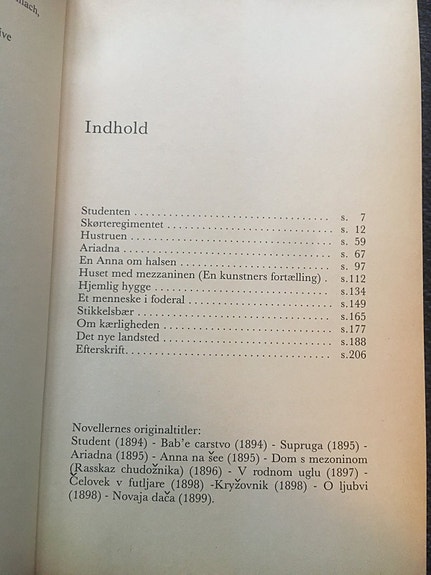 ive
Indhold
Studenten . . . . . . . . . . . . . . . . . . . . . . . . . . . . . . s. 7
Skørteregimentet . . . . . . . . . . . . . . . . . . . . . . . . . s. 12
Hustruen . . . . . . . . . . . . . . . . . . . . . . . . . . . . . . s. 59
Ariadna . . . . . . . . . . . . . . . . . . . . . . . . . . . . . . . s. 67
En Anna om halsen . . . . . . . . . . . . . . . . . . . . . . . s. 97
Huset med mezzaninen (En kunstners fortælling) . s.112
Hjemlig hygge . . . . . . . . . . . . . . . . . . . . . . . . . . . s.134
Et menneske i foderal . . . . . . . . . . . . . . . . . . . . . . s.149
Stikkelsbær . . . . . . . . . . . . . . . . . . . . . . . . . . . . . s.165
Om kærligheden . . . . . . . . . . . . . . . . . . . . . . . . . s.177
Det nye landsted . . . . . . . . . . . . . . . . . . . . . . . . . s.188
Efterskrift. . . . . . . . . . . . . . . . . . . . . . . . . . . . . . s.206
Novellernes originaltitler:
Student (1894) - Bab'e carstvo (1894) - Supruga (1895) -
Ariadna (1895) - Anna na šee (1895) - Dom s mezoninom
(Rasskaz chudožnika) (1896) - V rodnom uglu (1897) -
Čelovek v futljare (1898) -Kryžovnik (1898) - O ljubvi
(1898) - Novaja dača (1899).